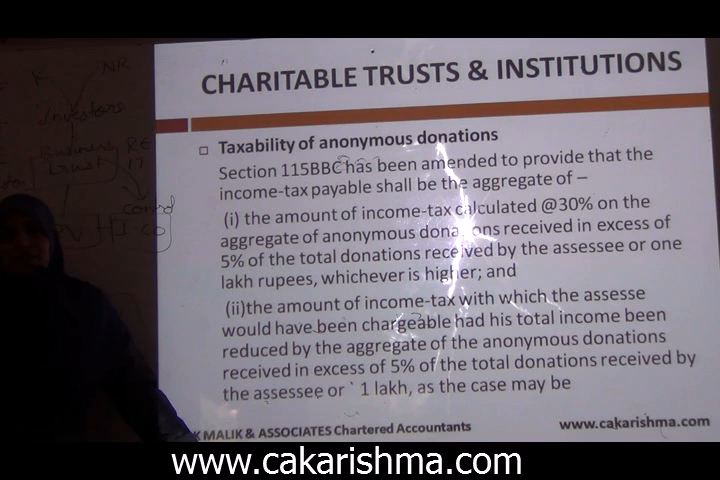 NR
Investors
Business
trust
CHARITABLE TRUSTS & INSTITUTIONS
Taxability of anonymous donations
Section 115BBC has been amended to provide that the
income-tax payable shall be the aggregate of –
(i) the amount of income-tax calculated @30% on the
aggregate of anonymous donations received in excess of
5% of the total donations received by the assessee or one
lakh rupees, whichever is higher; and
(ii)the amount of income-tax with which the assesse
would have been chargeable had his total income been
reduced by the aggregate of the anonymous donations
received in excess of 5% of the total donations received by
the assessee or ` 1 lakh, as the case may be
K MALIK & ASSOCIATES Chartered Accountants
www.cakarishma.com
www.cakarishma.com